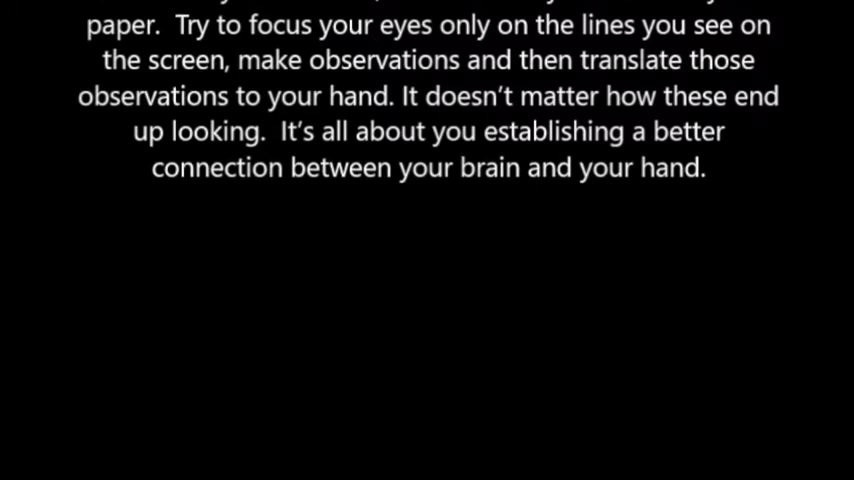 paper.  Try to focus your eyes only on the lines you see on
the screen, make observations and then translate those
observations to your hand. It doesn’t matter how these end
up looking.  It’s all about you establishing a better
connection between your brain and your hand.